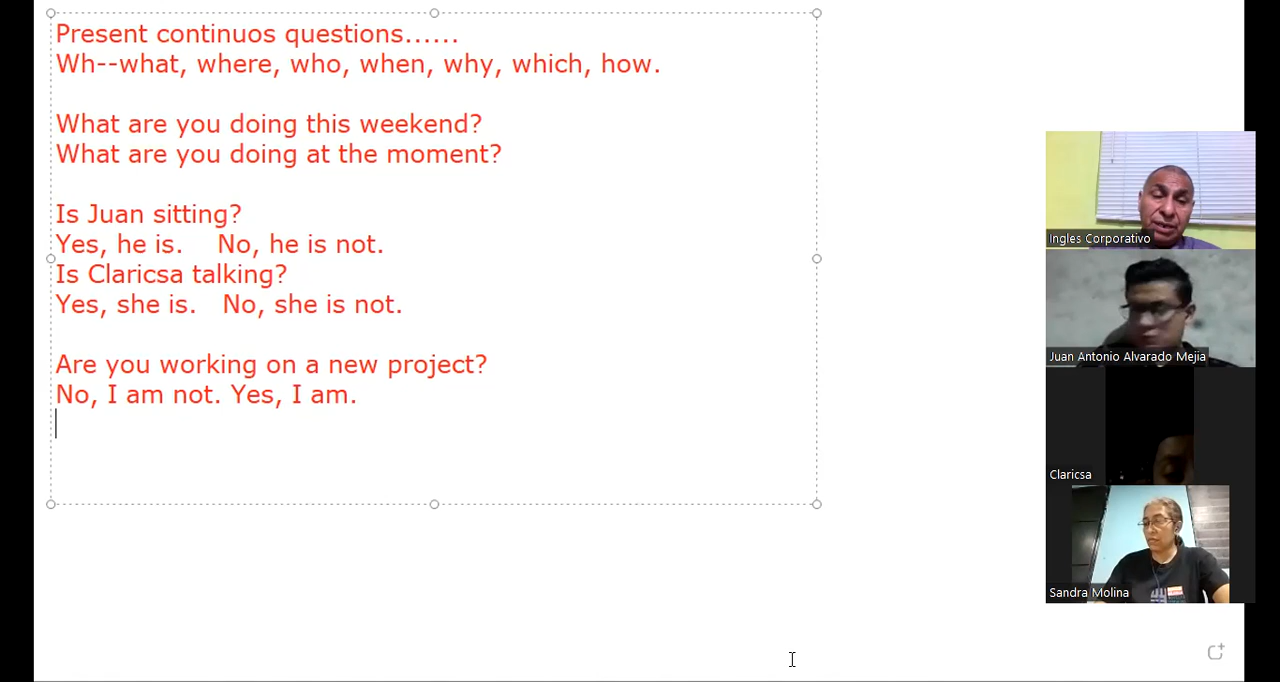 Present continuos questions......
Wh--what, where, who, when, why, which, how.
What are you doing this weekend?
What are you doing at the moment?
Is Juan sitting?
Yes, he is. No, he is not.
Is Claricsa talking?
Yes, she is. No, she is not.
Are you working on a new project?
No, I am not. Yes, I am.
Ingles Corporativo
Juan Antonio Alvarado Mejia
Claricsa
Sandra Molina